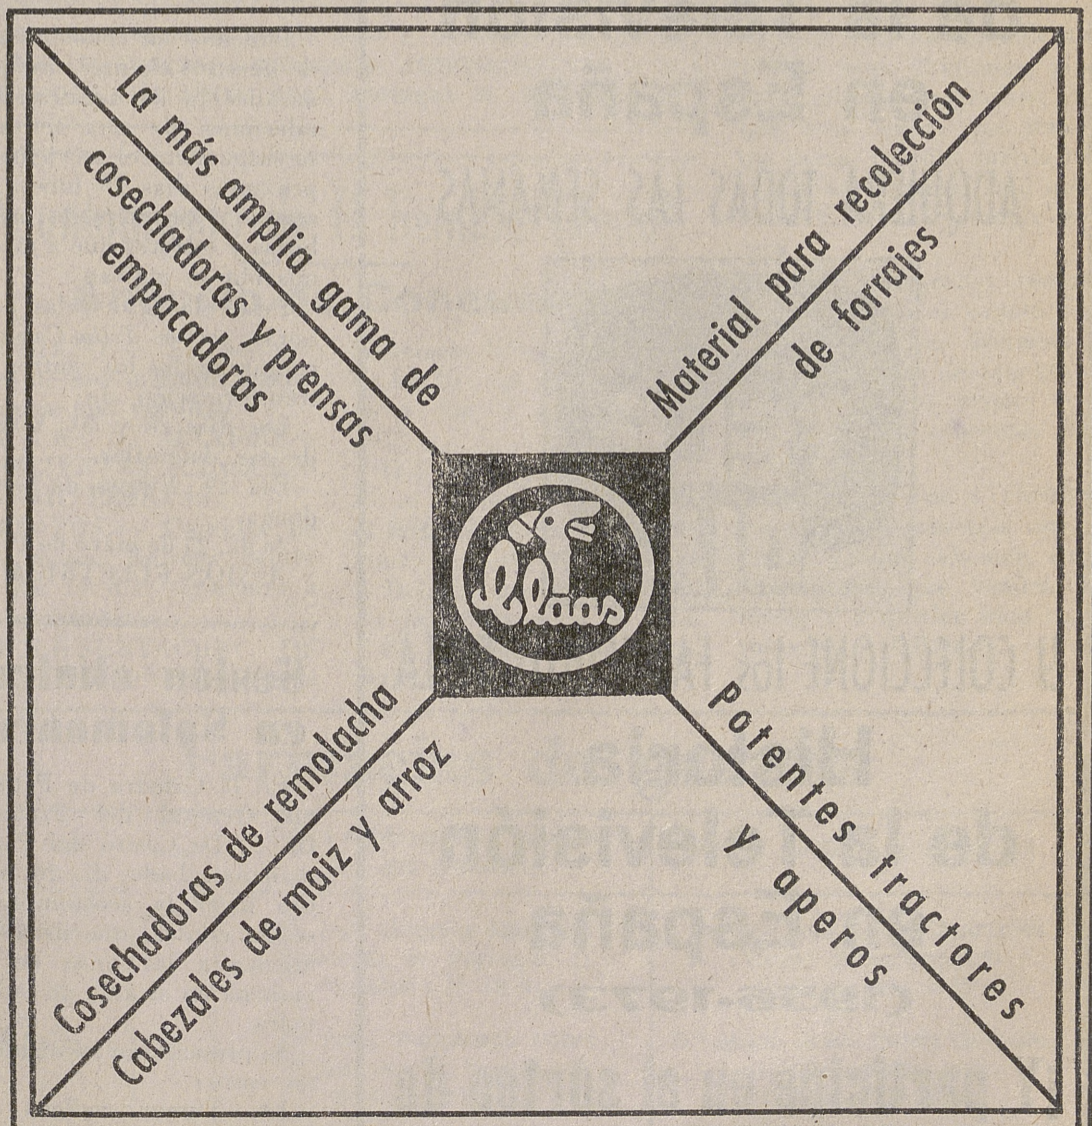 La más amplia gama de
cosechadoras y prensas
empacadoras
Material para recolección
de forrajes
Claas
Cosechadoras de remolacha
Cabezales de maiz y arroz
Potentes tractores
y aperos